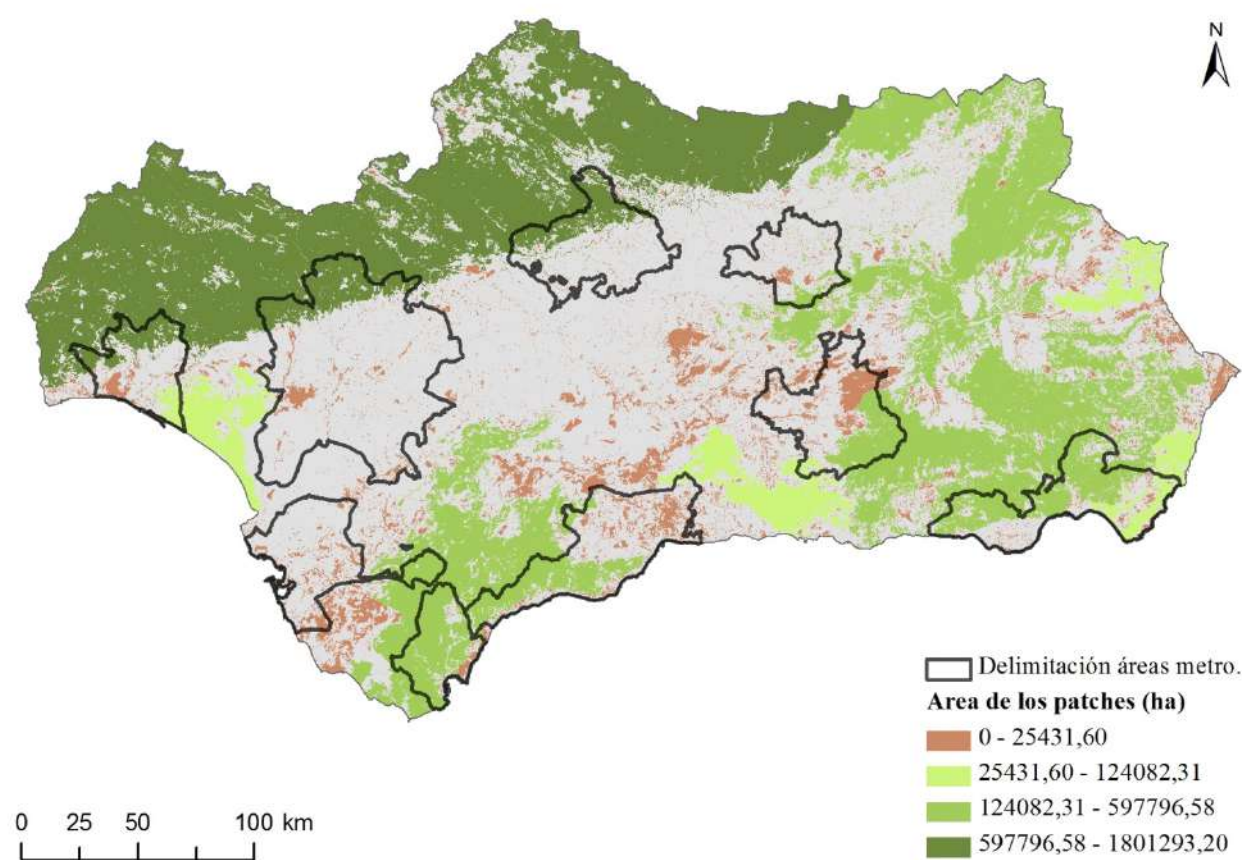 N
Delimitación áreas metro.
Area de los patches (ha)
0 - 25431,60
25431,60 - 124082,31
124082,31 - 597796,58
597796,58 - 1801293,20
0 25 50 100 km